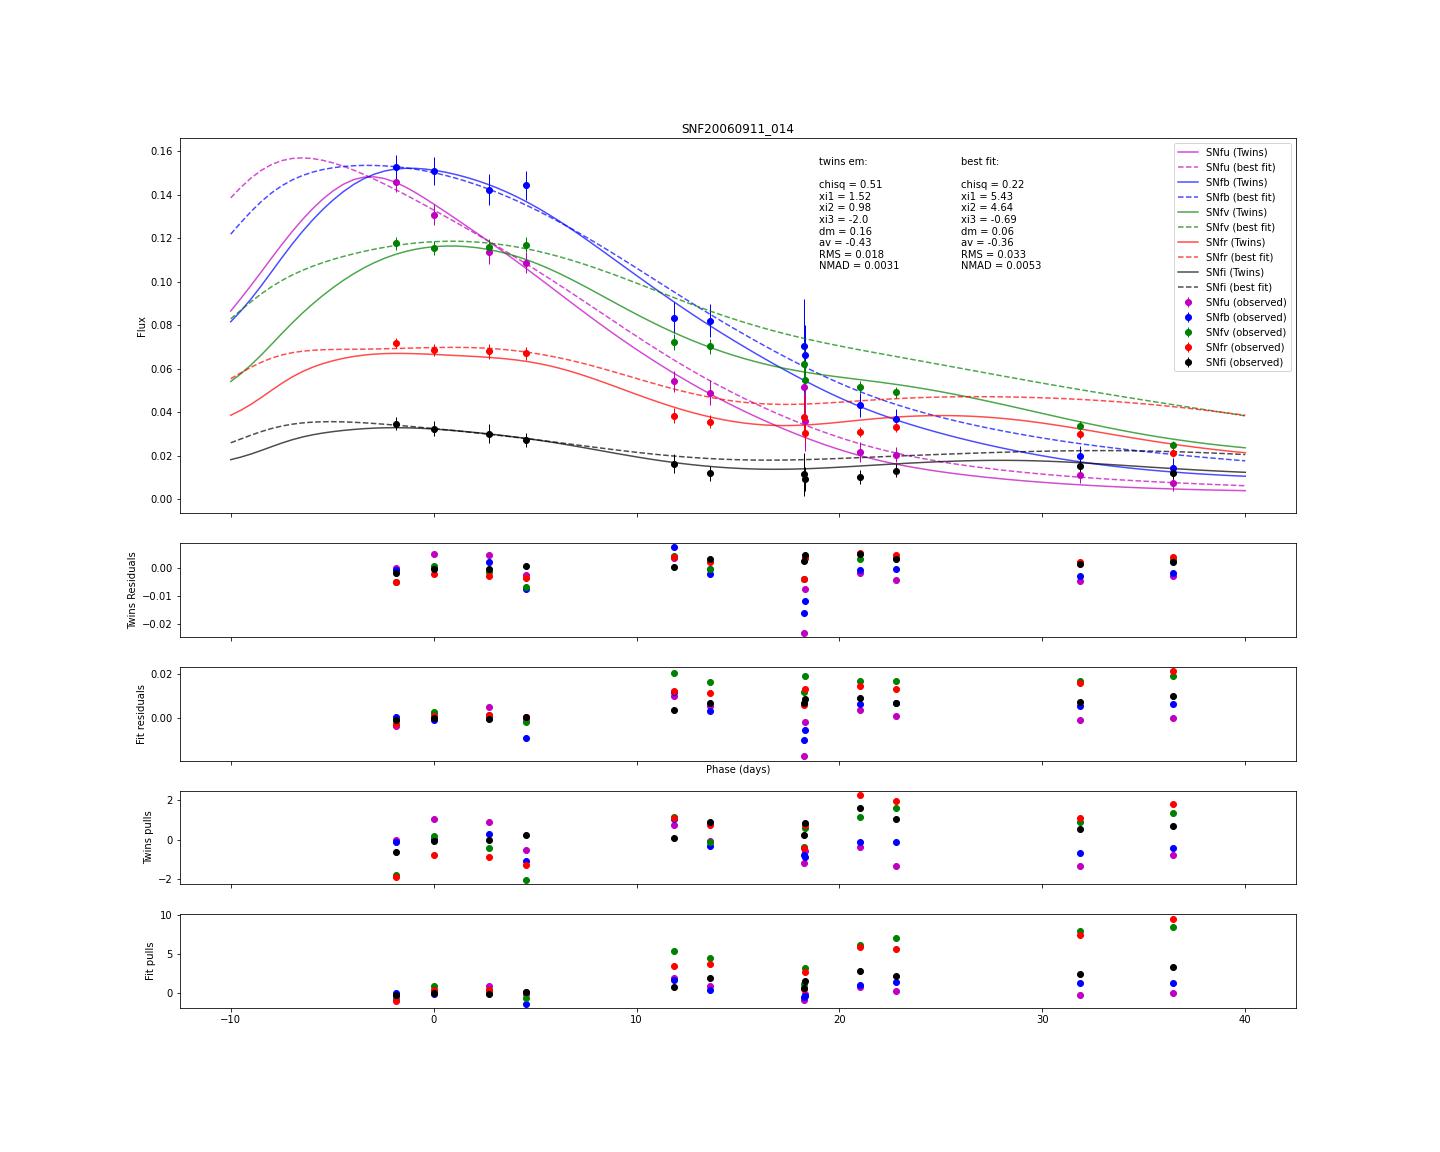 SNF20060911_014
0.16
0.14
0.12
0.10
0.08
0.06
0.04
0.02
0.00
Flux
twins em:
chisq = 0.51
xi1 = 1.52
xi2 = 0.98
xi3 = -2.0
dm = 0.16
av = -0.43
RMS = 0.018
NMAD = 0.0031
best fit:
chisq = 0.22
xi1 = 5.43
xi2 = 4.64
xi3 = -0.69
dm = 0.06
av = -0.36
RMS = 0.033
NMAD = 0.0053
SNfu (Twins)
SNfu (best fit)
SNfb (Twins)
SNfb (best fit)
SNfv (Twins)
SNfv (best fit)
SNfr (Twins)
SNfr (best fit)
SNfi (Twins)
SNfi (best fit)
SNfu (observed)
SNfb (observed)
SNfv (observed)
SNfr (observed)
SNfi (observed)
0.00
−0.01
−0.02
Twins Residuals
0.02
0.00
Fit residuals
Phase (days)
2
0
−2
Twins pulls
10
5
0
Fit pulls
−10
0
10
20
30
40